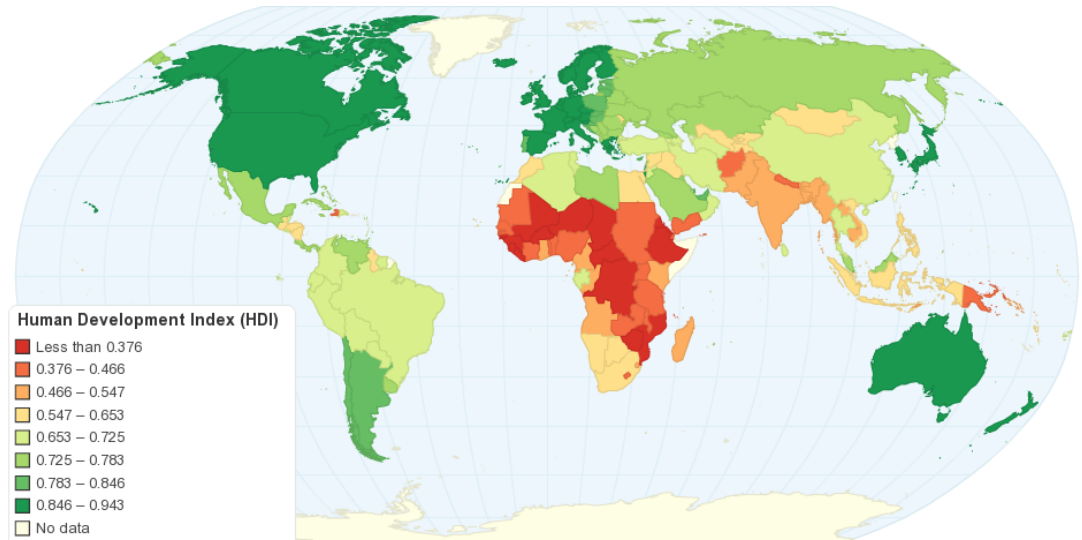 Human Development Index (HDI)
Less than 0.376
0.376 – 0.466
0.466 – 0.547
0.547 – 0.653
0.653 – 0.725
0.725 – 0.783
0.783 – 0.846
0.846 – 0.943
No data